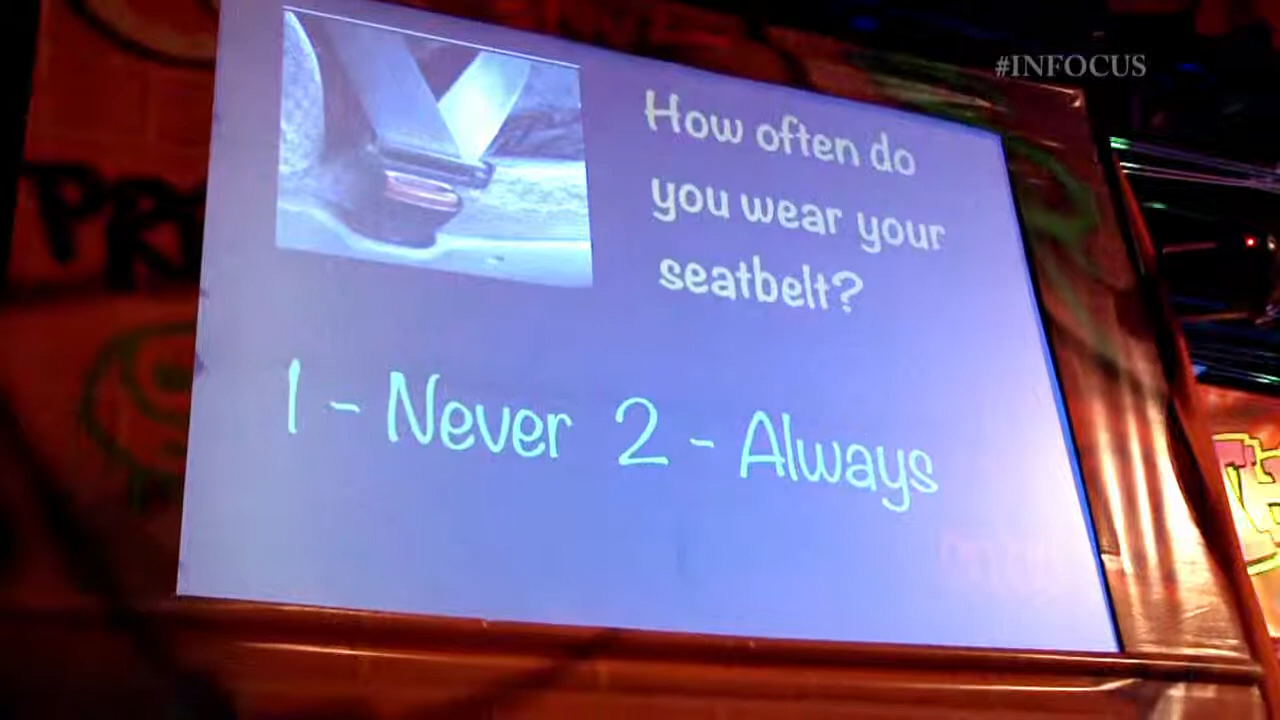 #INFOCUS
How often do
you wear your
seatbelt?
1 - Never 2 - Always